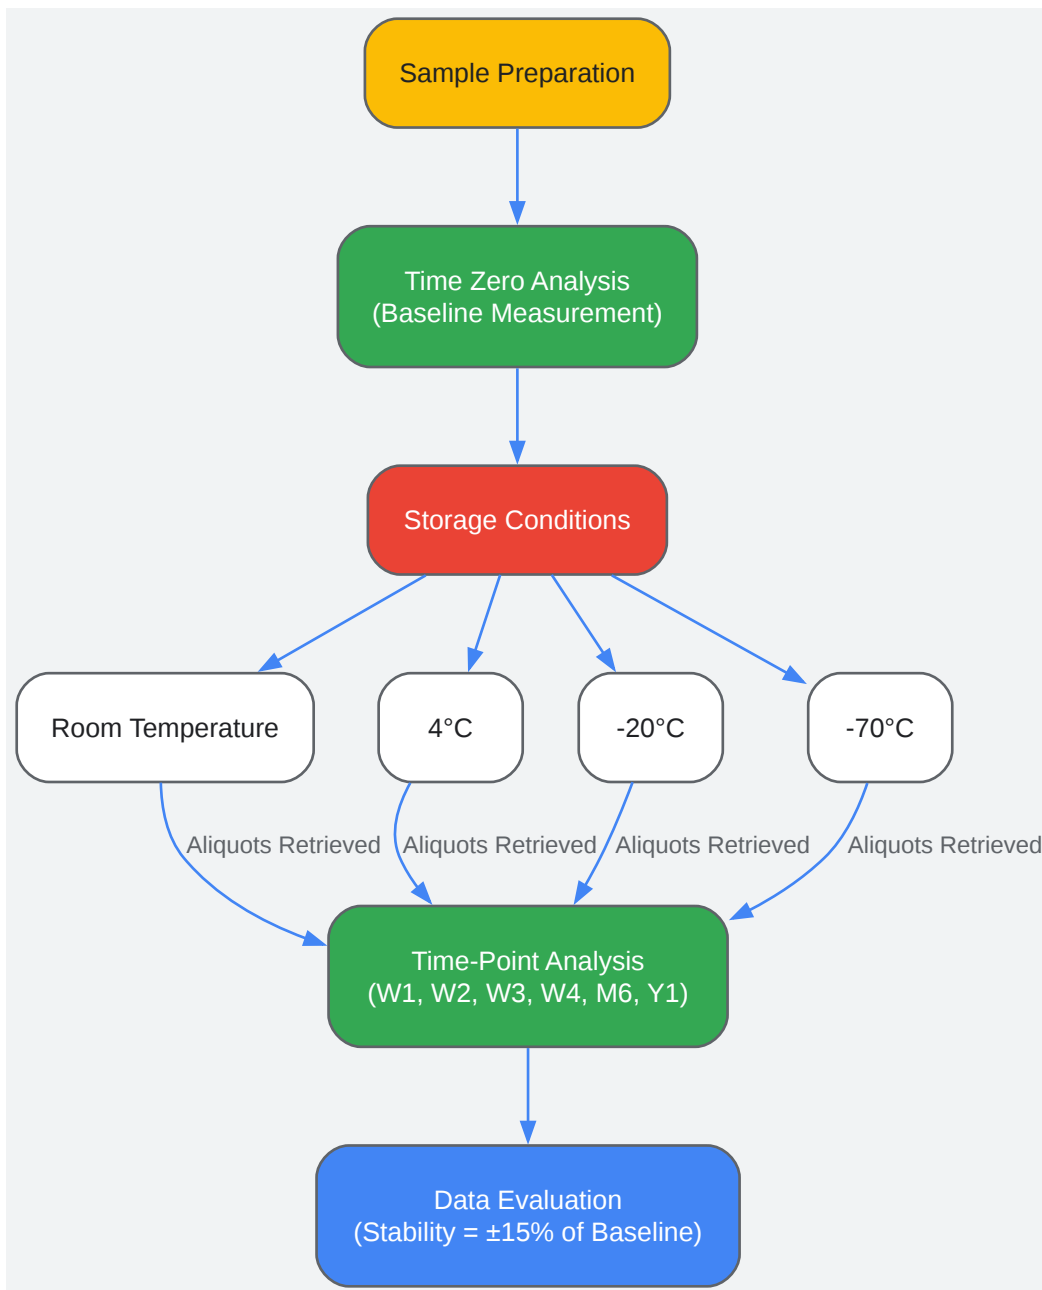 Sample Preparation
Time Zero Analysis
(Baseline Measurement)
Storage Conditions
Room Temperature
4°C
-20°C
-70°C
Aliquots Retrieved
Aliquots Retrieved
Aliquots Retrieved
Aliquots Retrieved
Time-Point Analysis
(W1, W2, W3, W4, M6, Y1)
Data Evaluation
(Stability = ±15% of Baseline)